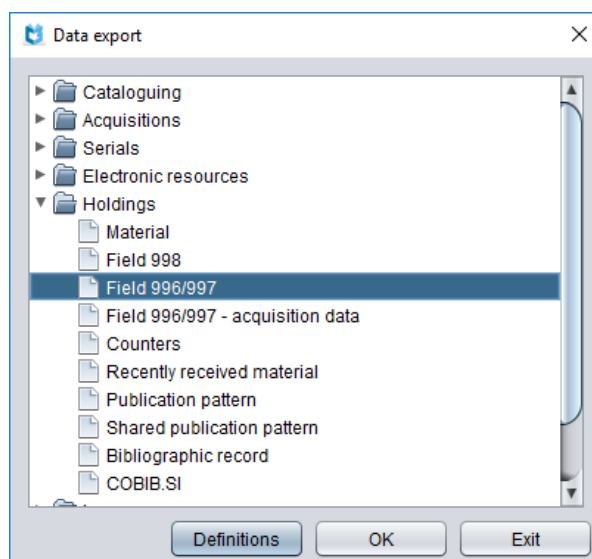 Data export
Cataloguing
Acquisitions
Serials
Electronic resources
Holdings
Material
Field 998
Field 996/997
Field 996/997 - acquisition data
Counters
Recently received material
Publication pattern
Shared publication pattern
Bibliographic record
COBIB.SI
Definitions OK Exit